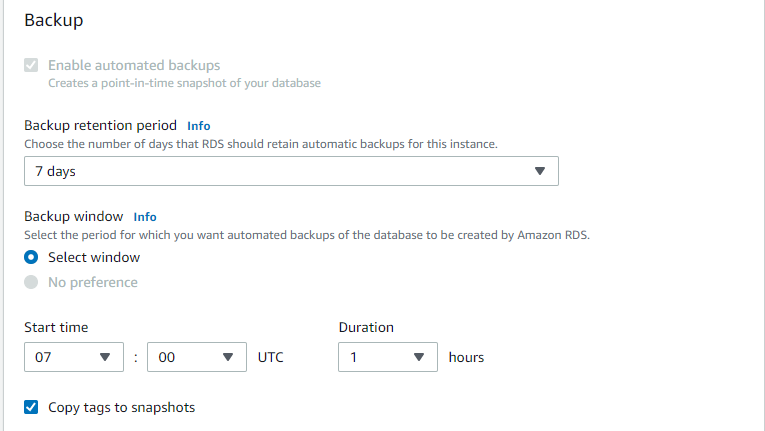 Backup
Enable automated backups
Creates a point-in-time snapshot of your database
Backup retention period Info
Choose the number of days that RDS should retain automatic backups for this instance.
7 days
Backup window Info
Select the period for which you want automated backups of the database to be created by Amazon RDS.
Select window
No preference
Start time Duration
07 : 00 UTC 1 hours
Copy tags to snapshots